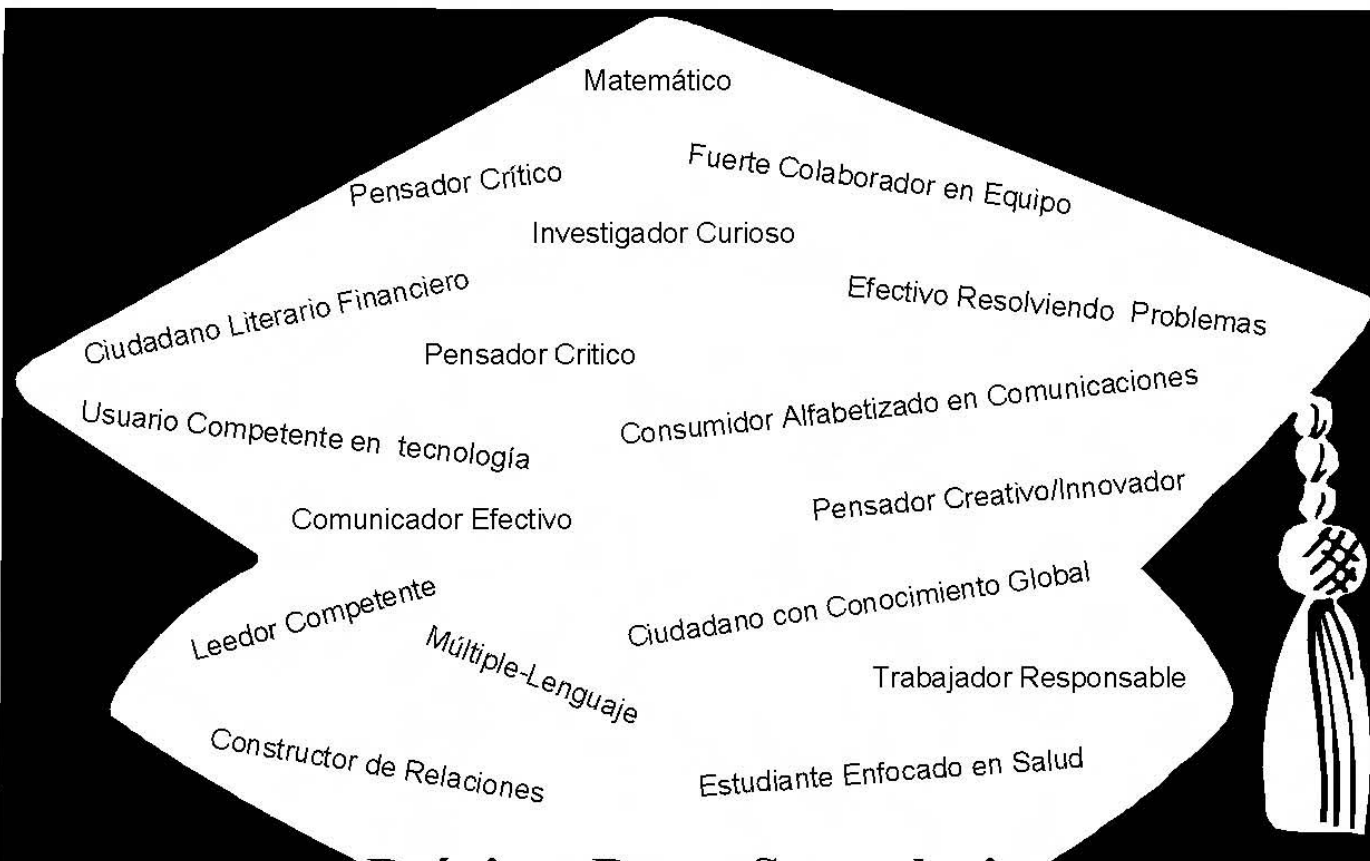 Matemático
Pensador Crítico
Fuerte Colaborador en Equipo
Investigador Curioso
Ciudadano Literario Financiero
Efectivo Resolviendo Problemas
Pensador Critico
Usuario Competente en tecnología
Consumidor Alfabetizado en Comunicaciones
Pensador Creativo/Innovador
Comunicador Efectivo
Leedor Competente
Múltiple-Lenguaje
Ciudadano con Conocimiento Global
Trabajador Responsable
Constructor de Relaciones
Estudiante Enfocado en Salud